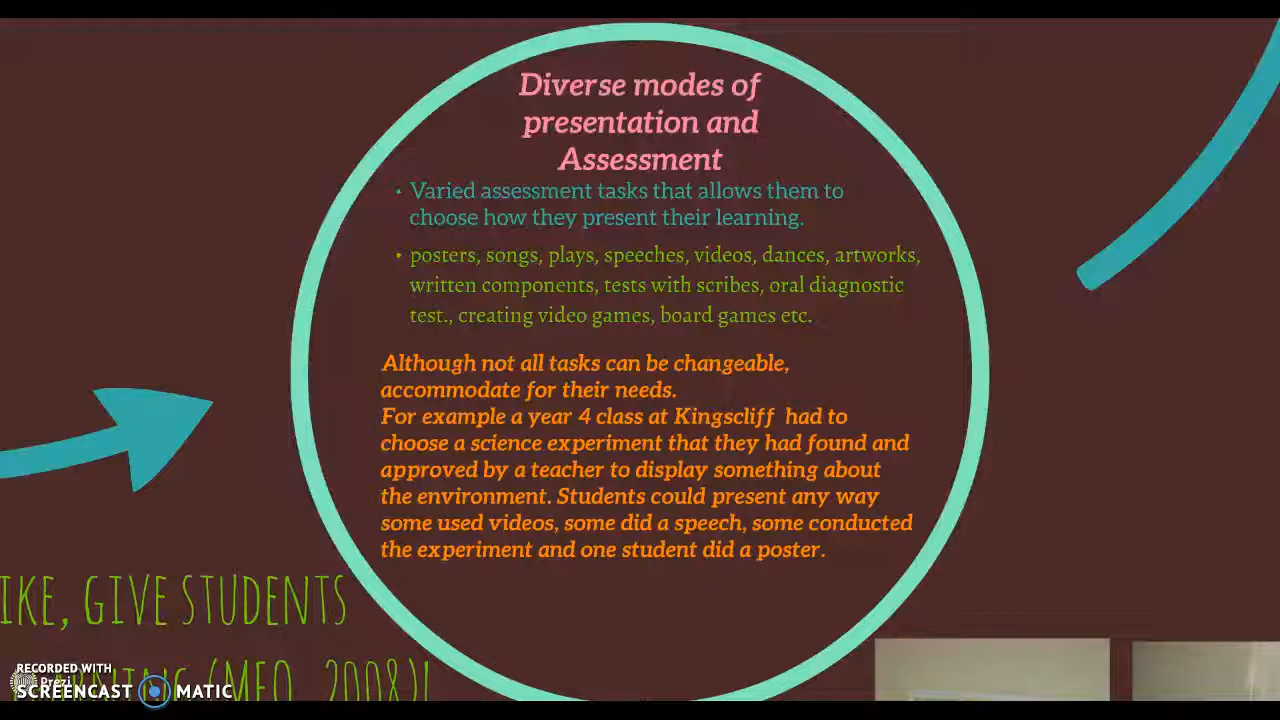 Diverse modes of
presentation and
Assessment
• Varied assessment tasks that allows them to
choose how they present their learning.
• posters, songs, plays, speeches, videos, dances, artworks,
written components, tests with scribes, oral diagnostic
test., creating video games, board games etc.
Although not all tasks can be changeable,
accommodate for their needs.
For example a year 4 class at Kingscliff had to
choose a science experiment that they had found and
approved by a teacher to display something about
the environment. Students could present any way
some used videos, some did a speech, some conducted
the experiment and one student did a poster.
IKE, GIVE STUDENTS
(MEO, 2008)!
RECORDED WITH
Prezi
SCREENCAST MATIC